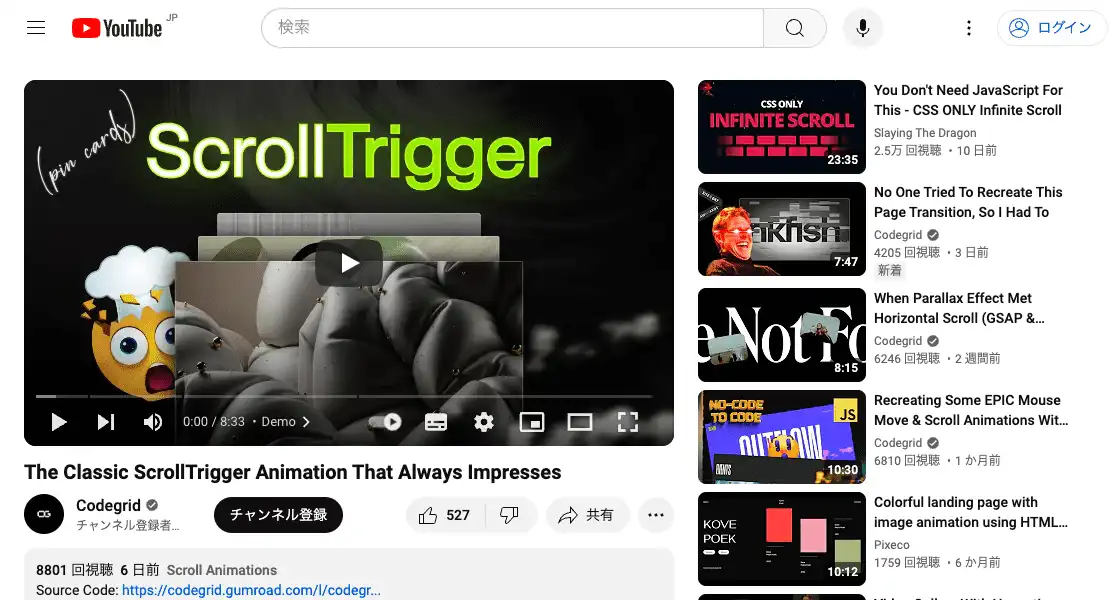 YouTube JP
検索
ログイン
(pin cards)
ScrollTrigger
0:00 / 8:33 • Demo
The Classic ScrollTrigger Animation That Always Impresses
CG
Codegrid
チャンネル登録者...
チャンネル登録
527
共有
8801 回視聴 6 日前 Scroll Animations
Source Code: https://codegrid.gumroad.com/l/codegr...
CSS ONLY
INFINITE SCROLL
23:35
You Don't Need JavaScript For
This - CSS ONLY Infinite Scroll
Slaying The Dragon
2.5万 回視聴 • 10 日前
nkfish
7:47
No One Tried To Recreate This
Page Transition, So I Had To
Codegrid
4205 回視聴 • 3 日前
新着
e Not Fo
8:15
When Parallax Effect Met
Horizontal Scroll (GSAP &...
Codegrid
6246 回視聴 • 2 週間前
NO-CODE
TO CODE
JS
OUTFLOW
10:30
Recreating Some EPIC Mouse
Move & Scroll Animations Wit...
Codegrid
6810 回視聴 • 1 か月前
KOVE
POEK
10:12
Colorful landing page with
image animation using HTML...
Pixeco
1759 回視聴 • 6 か月前